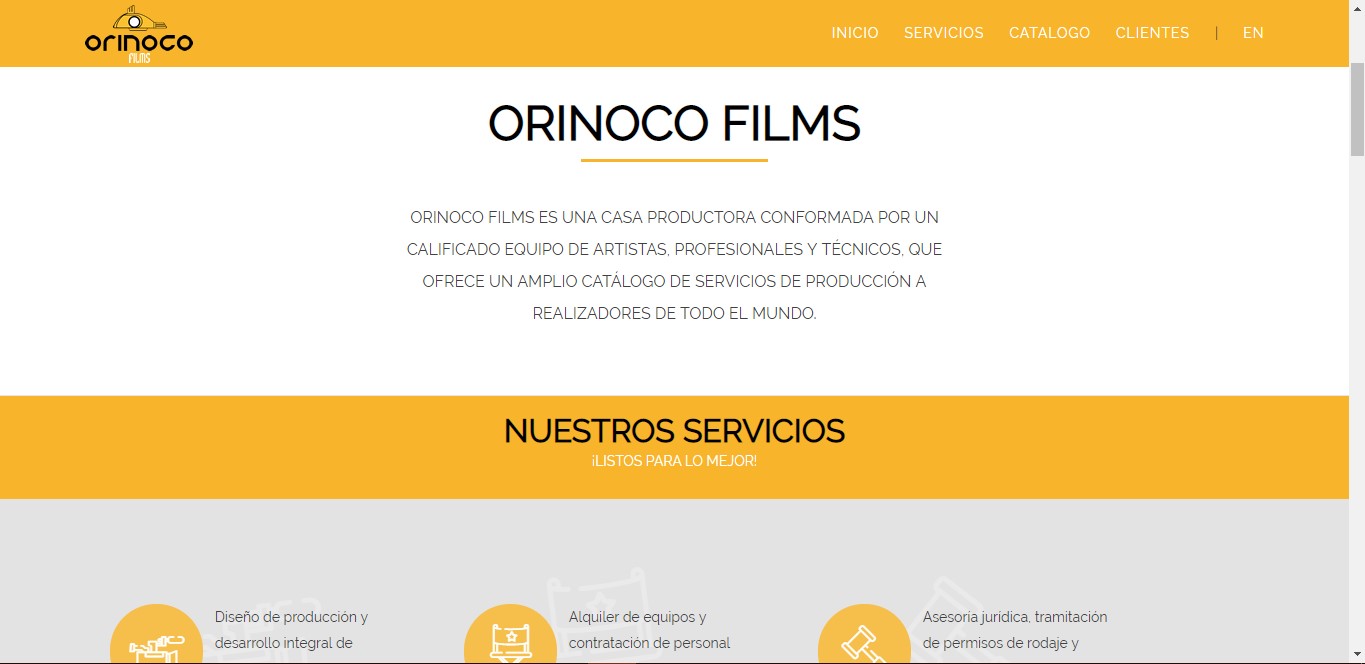 orinoco
FILMS
INICIO SERVICIOS CATALOGO CLIENTES | EN
ORINOCO FILMS
ORINOCO FILMS ES UNA CASA PRODUCTORA CONFORMADA POR UN
CALIFICADO EQUIPO DE ARTISTAS, PROFESIONALES Y TÉCNICOS, QUE
OFRECE UN AMPLIO CATÁLOGO DE SERVICIOS DE PRODUCCIÓN A
REALIZADORES DE TODO EL MUNDO.
NUESTROS SERVICIOS
¡LISTOS PARA LO MEJOR!
Diseño de producción y
desarrollo integral de
Alquiler de equipos y
contratación de personal
Asesoría jurídica, tramitación
de permisos de rodaje y